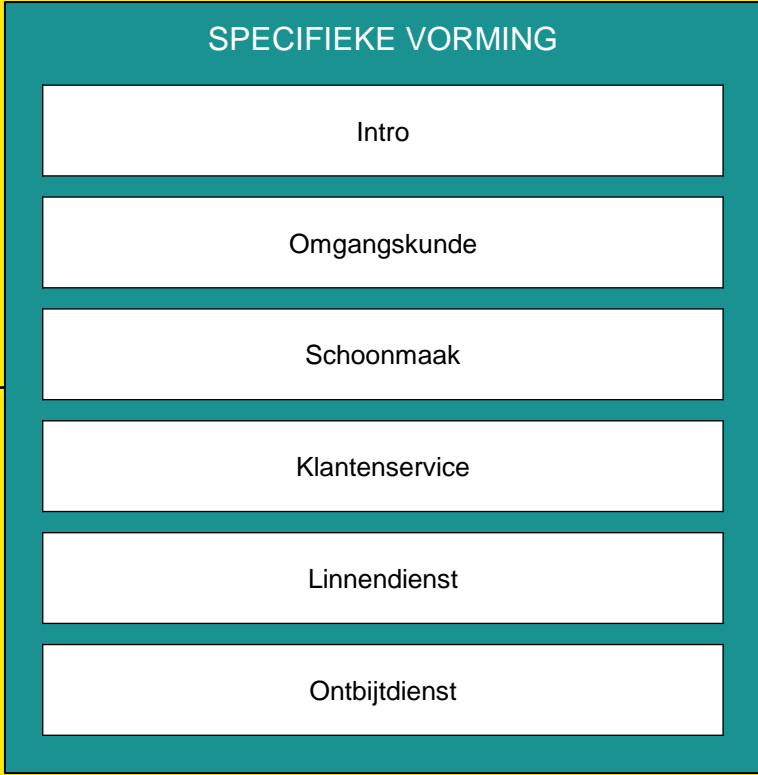 SPECIFIEKE VORMING
Intro
Omgangskunde
Schoonmaak
Klantenservice
Linnendienst
Ontbijtdienst